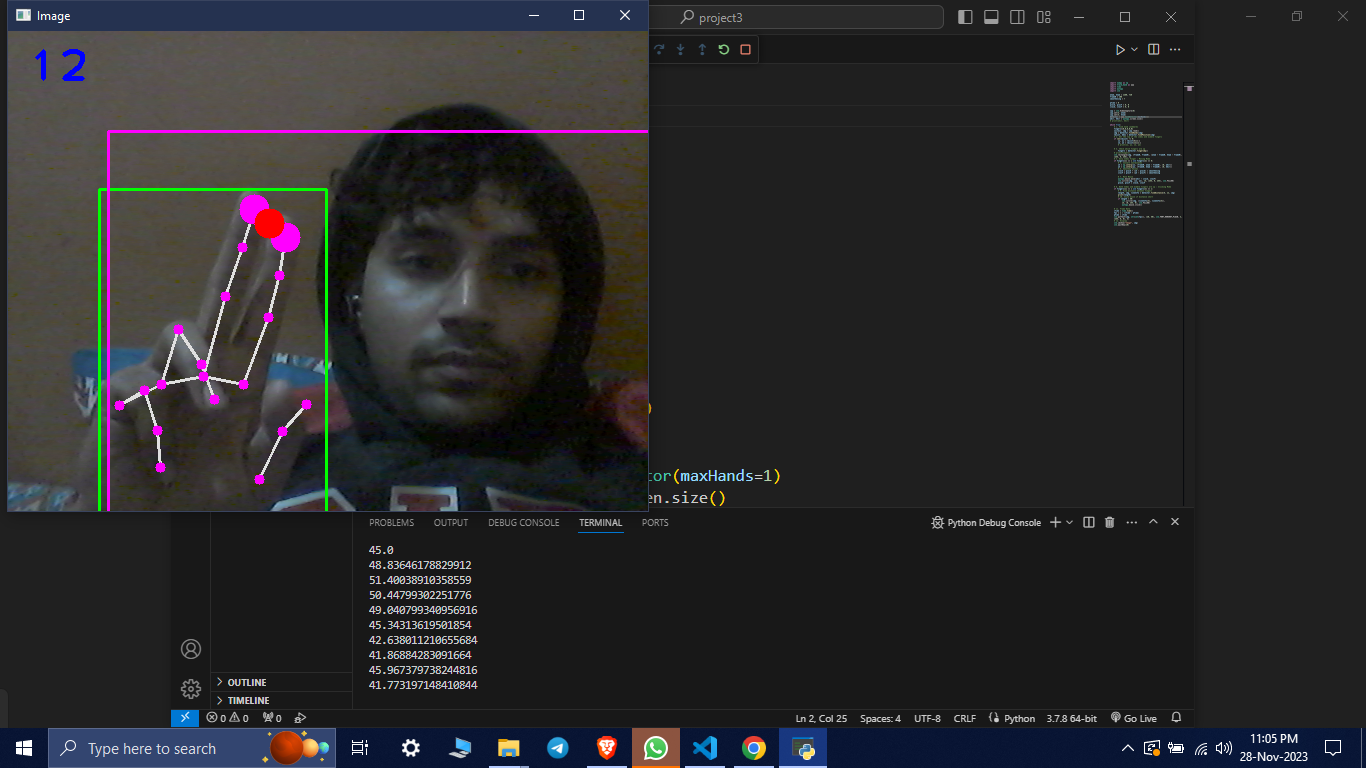 Image
project3
12
)
tor(maxHands=1)
en.size()
PROBLEMS OUTPUT DEBUG CONSOLE TERMINAL PORTS
Python Debug Console
45.0
48.83646178829912
51.40038910358559
50.44799302251776
49.040799340956916
45.34313619501854
42.638011210655684
41.86884283091664
45.967379738244816
41.773197148410844
OUTLINE
TIMELINE
0 0 0
Ln 2, Col 25 Spaces: 4 UTF-8 CRLF Python 3.7.8 64-bit Go Live
Type here to search
11:05 PM
28-Nov-2023